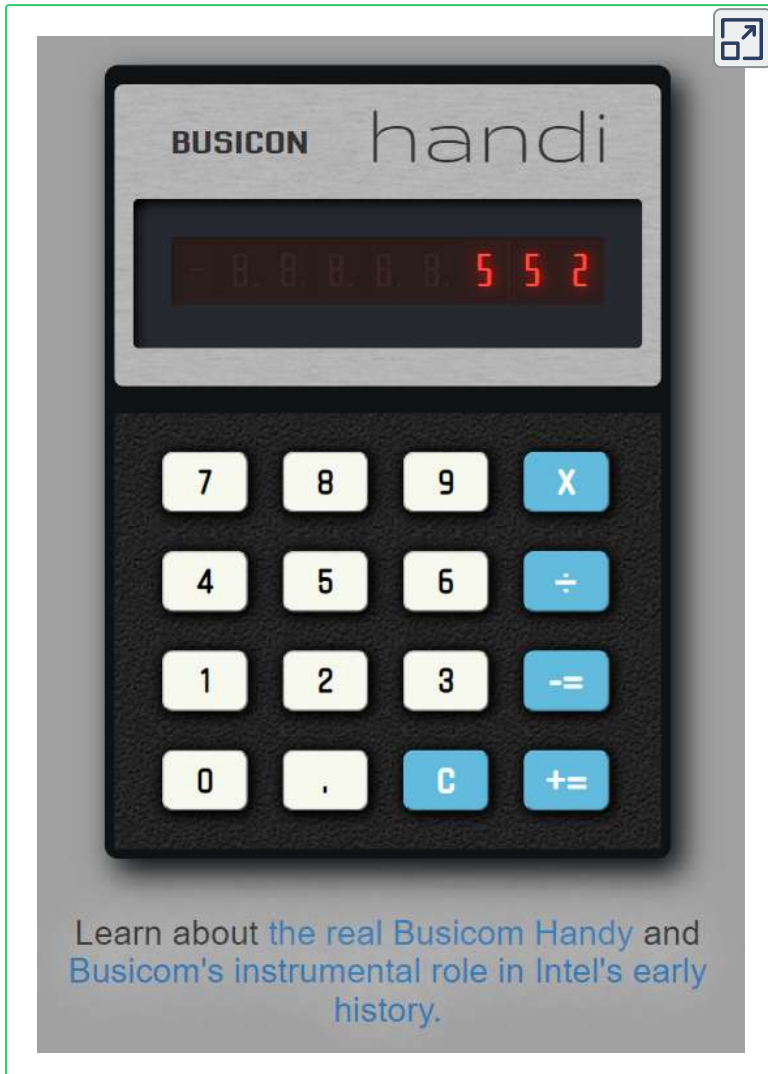 BUSICON handi
552
7 8 9 X
4 5 6 ÷
1 2 3 -=
0 . C +=
Learn about the real Busicom Handy and
Busicom's instrumental role in Intel's early
history.